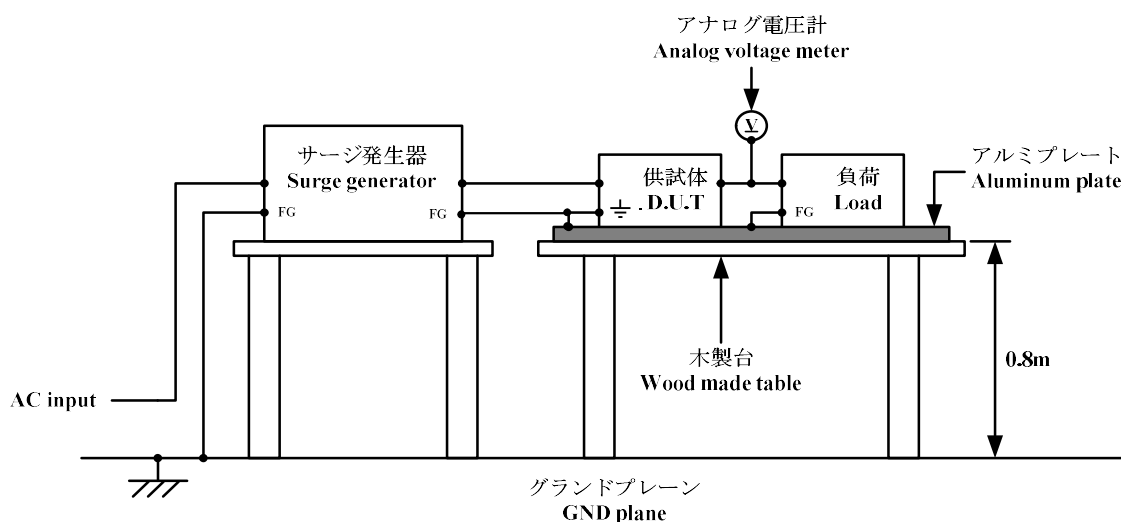 アナログ電圧計
Analog voltage meter
V
サージ発生器
Surge generator
供試体
D.U.T
負荷
Load
アルミプレート
Aluminum plate
FG
FG
FG
木製台
Wood made table
0.8m
AC input
グランドプレーン
GND plane